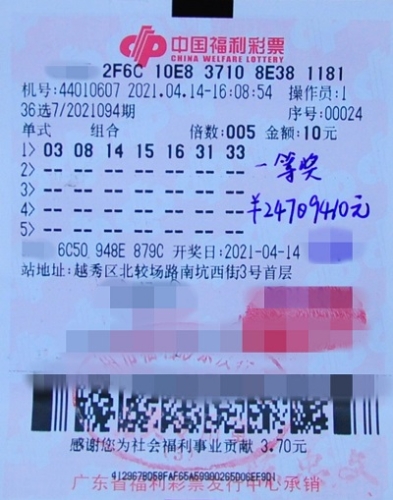 中国福利彩票
CHINA WELFARE LOTTERY
2F6C 10E8 3710 8E38 1181
机号:44010607 2021.04.14-16:08:54 操作员:1
36选7/2021094期 序号:00024
单式 组合 倍数:005 金额:10元
1> 03 08 14 15 16 31 33
一等奖
2> -- -- -- -- -- -- --
3> -- -- -- -- -- -- --
4> -- -- -- -- -- -- --
¥24709410元
5> -- -- -- -- -- -- --
6C50 948E 879C 开奖日:2021-04-14
站地址:越秀区北较场路南坑西街3号首层
感谢您为社会福利事业贡献 3.70元
广东省福利彩票发行中心承销